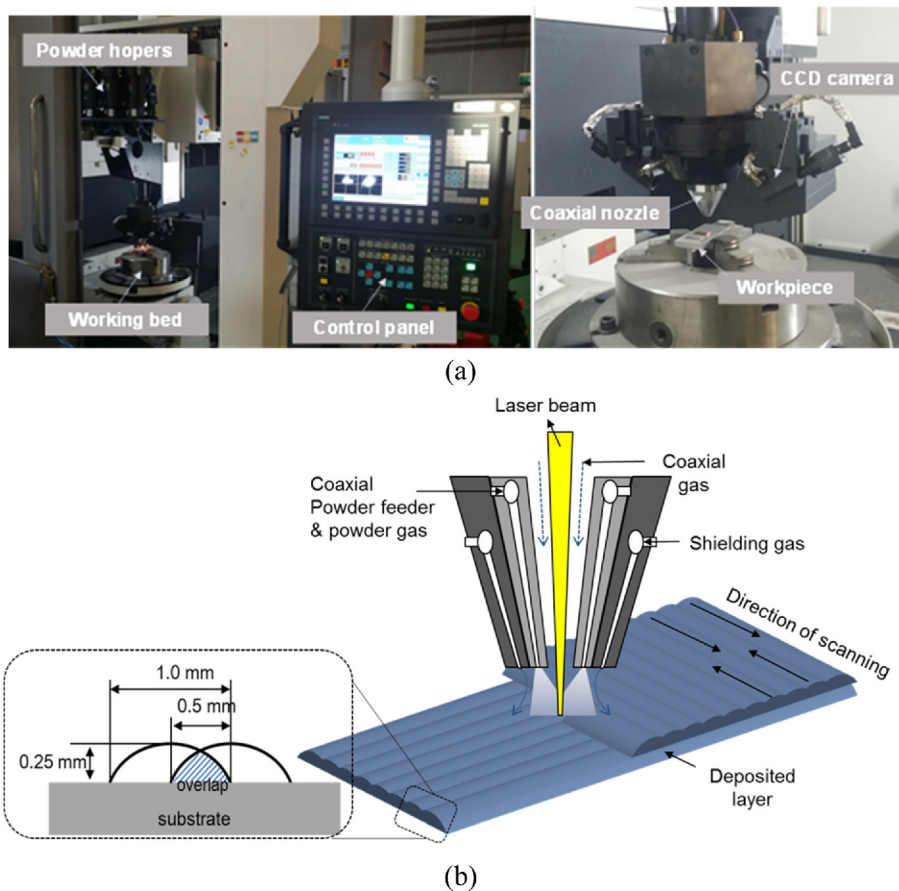 Powder hopers
CCD camera
Coaxial nozzle
Workpiece
Working bed
Control panel
(a)
Laser beam
Coaxial
Powder feeder
& powder gas
Coaxial
gas
Shielding gas
Direction of scanning
1.0 mm
0.5 mm
0.25 mm
overlap
substrate
Deposited
layer
(b)